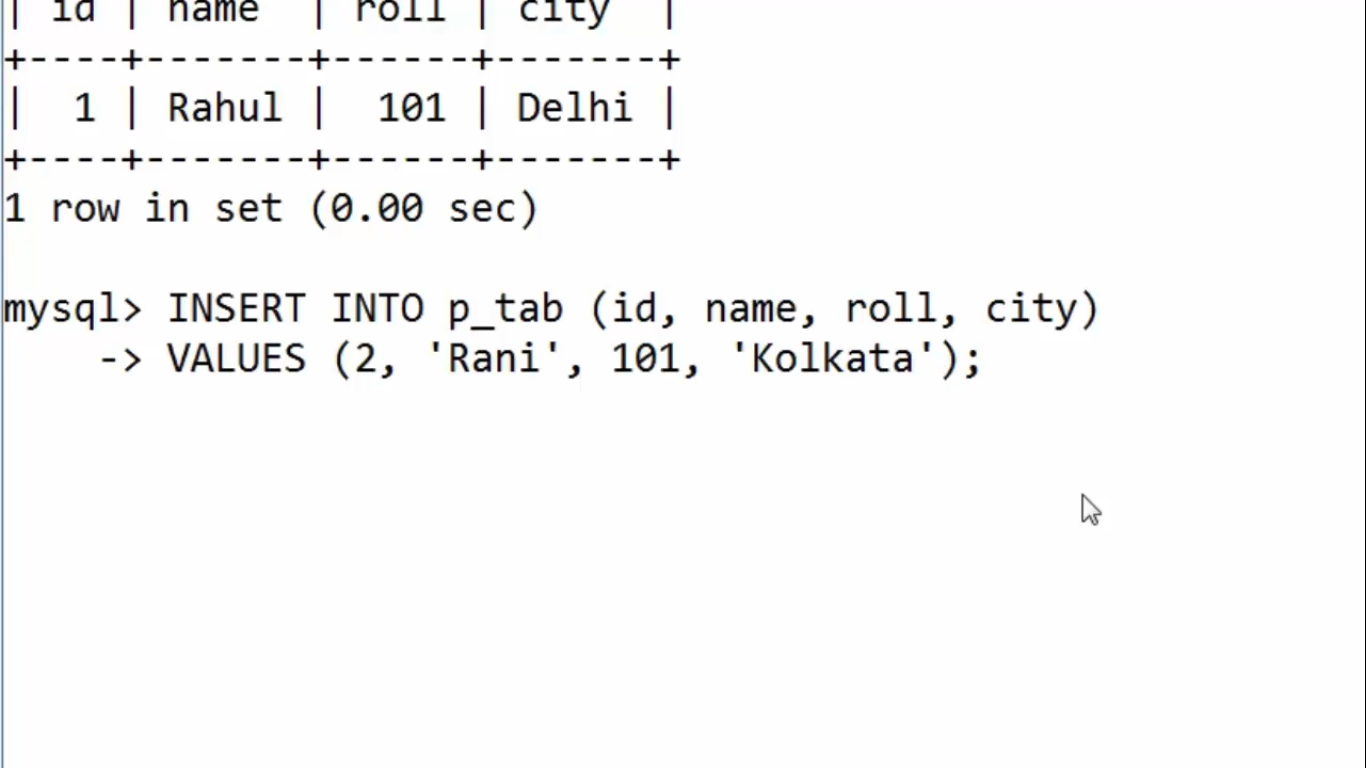 | id | name  | roll | city  |
+----+-------+------+-------+
|  1 | Rahul |  101 | Delhi |
+----+-------+------+-------+
1 row in set (0.00 sec)
mysql> INSERT INTO p_tab (id, name, roll, city)
    -> VALUES (2, 'Rani', 101, 'Kolkata');